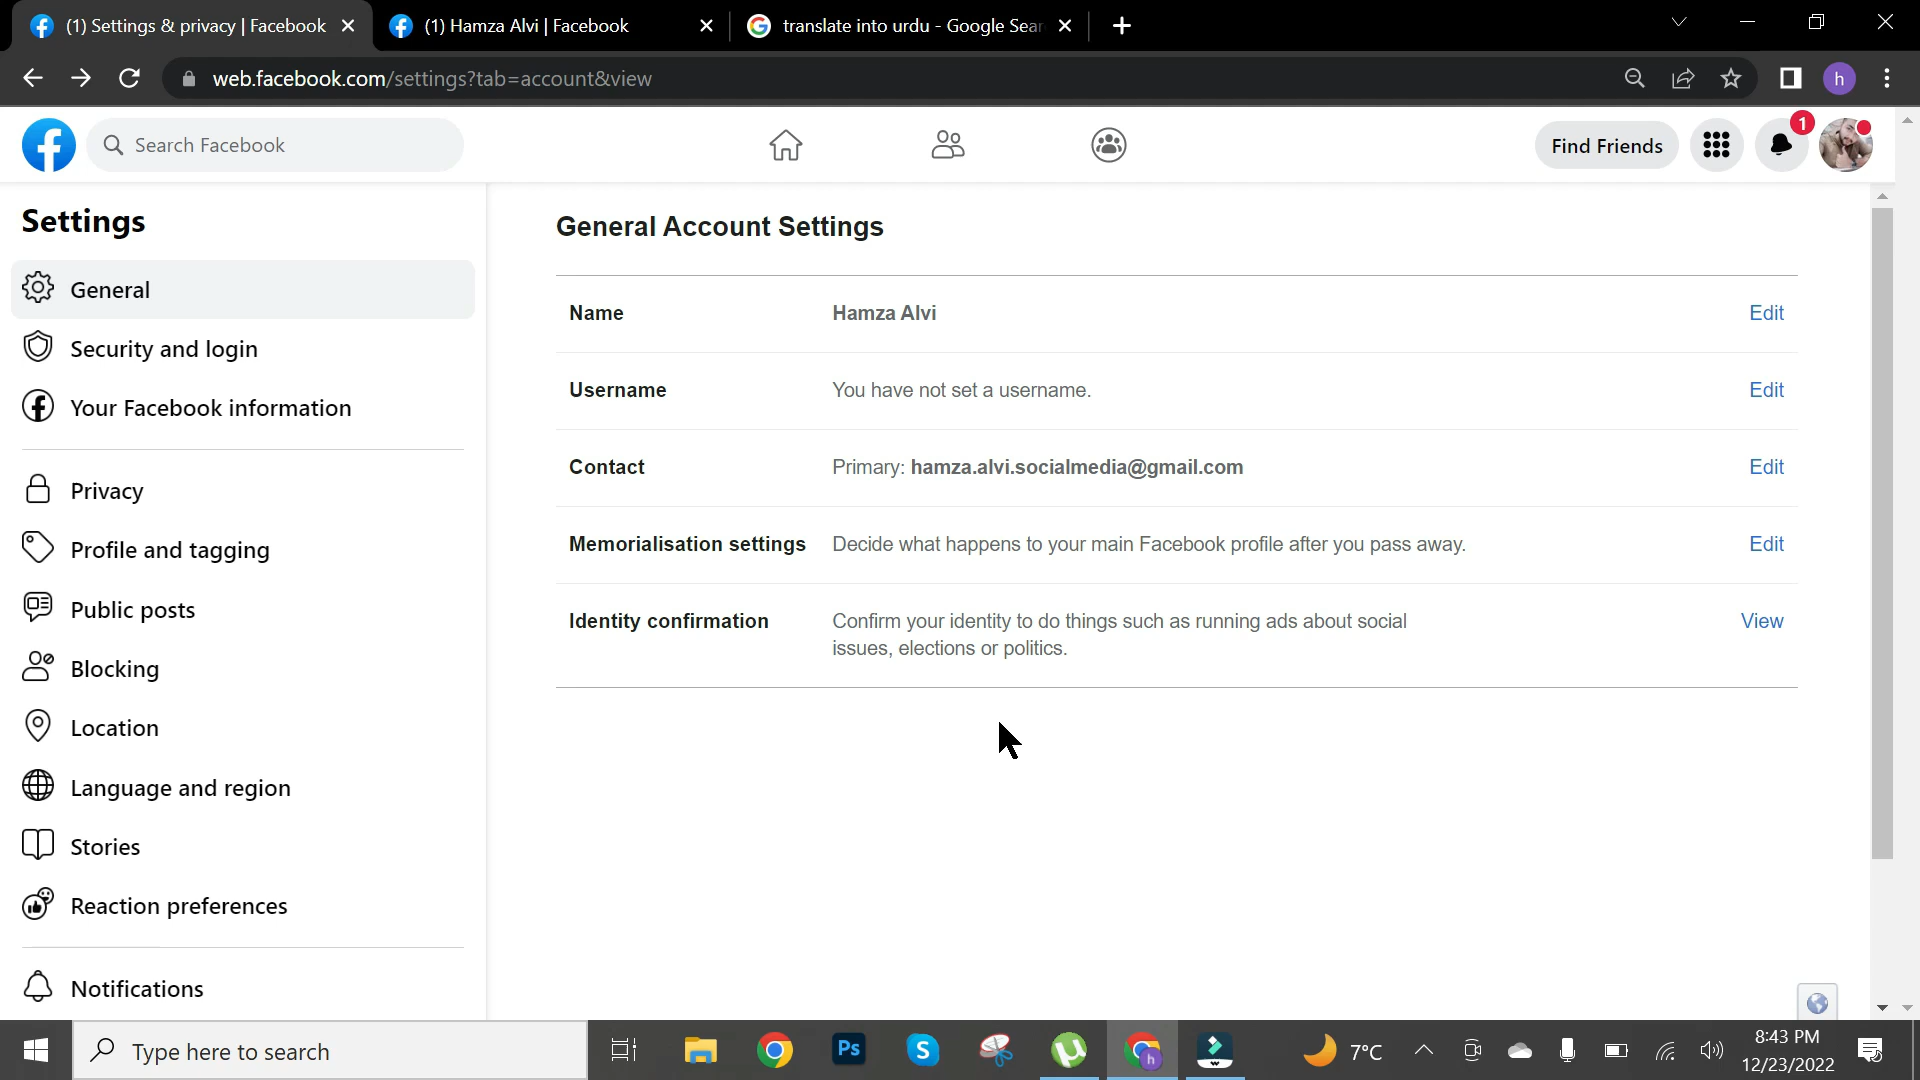 (1) Settings & privacy | Facebook
(1) Hamza Alvi | Facebook
translate into urdu - Google Sear
web.facebook.com/settings?tab=account&view
h
Search Facebook
Find Friends
1
Settings
General
Security and login
Your Facebook information
Privacy
Profile and tagging
Public posts
Blocking
Location
Language and region
Stories
Reaction preferences
Notifications
General Account Settings
Name Hamza Alvi Edit
Username You have not set a username. Edit
Contact Primary: hamza.alvi.socialmedia@gmail.com Edit
Memorialisation settings Decide what happens to your main Facebook profile after you pass away. Edit
Identity confirmation Confirm your identity to do things such as running ads about social View
issues, elections or politics.
Type here to search
Ps
S
h
7°C
8:43 PM
12/23/2022